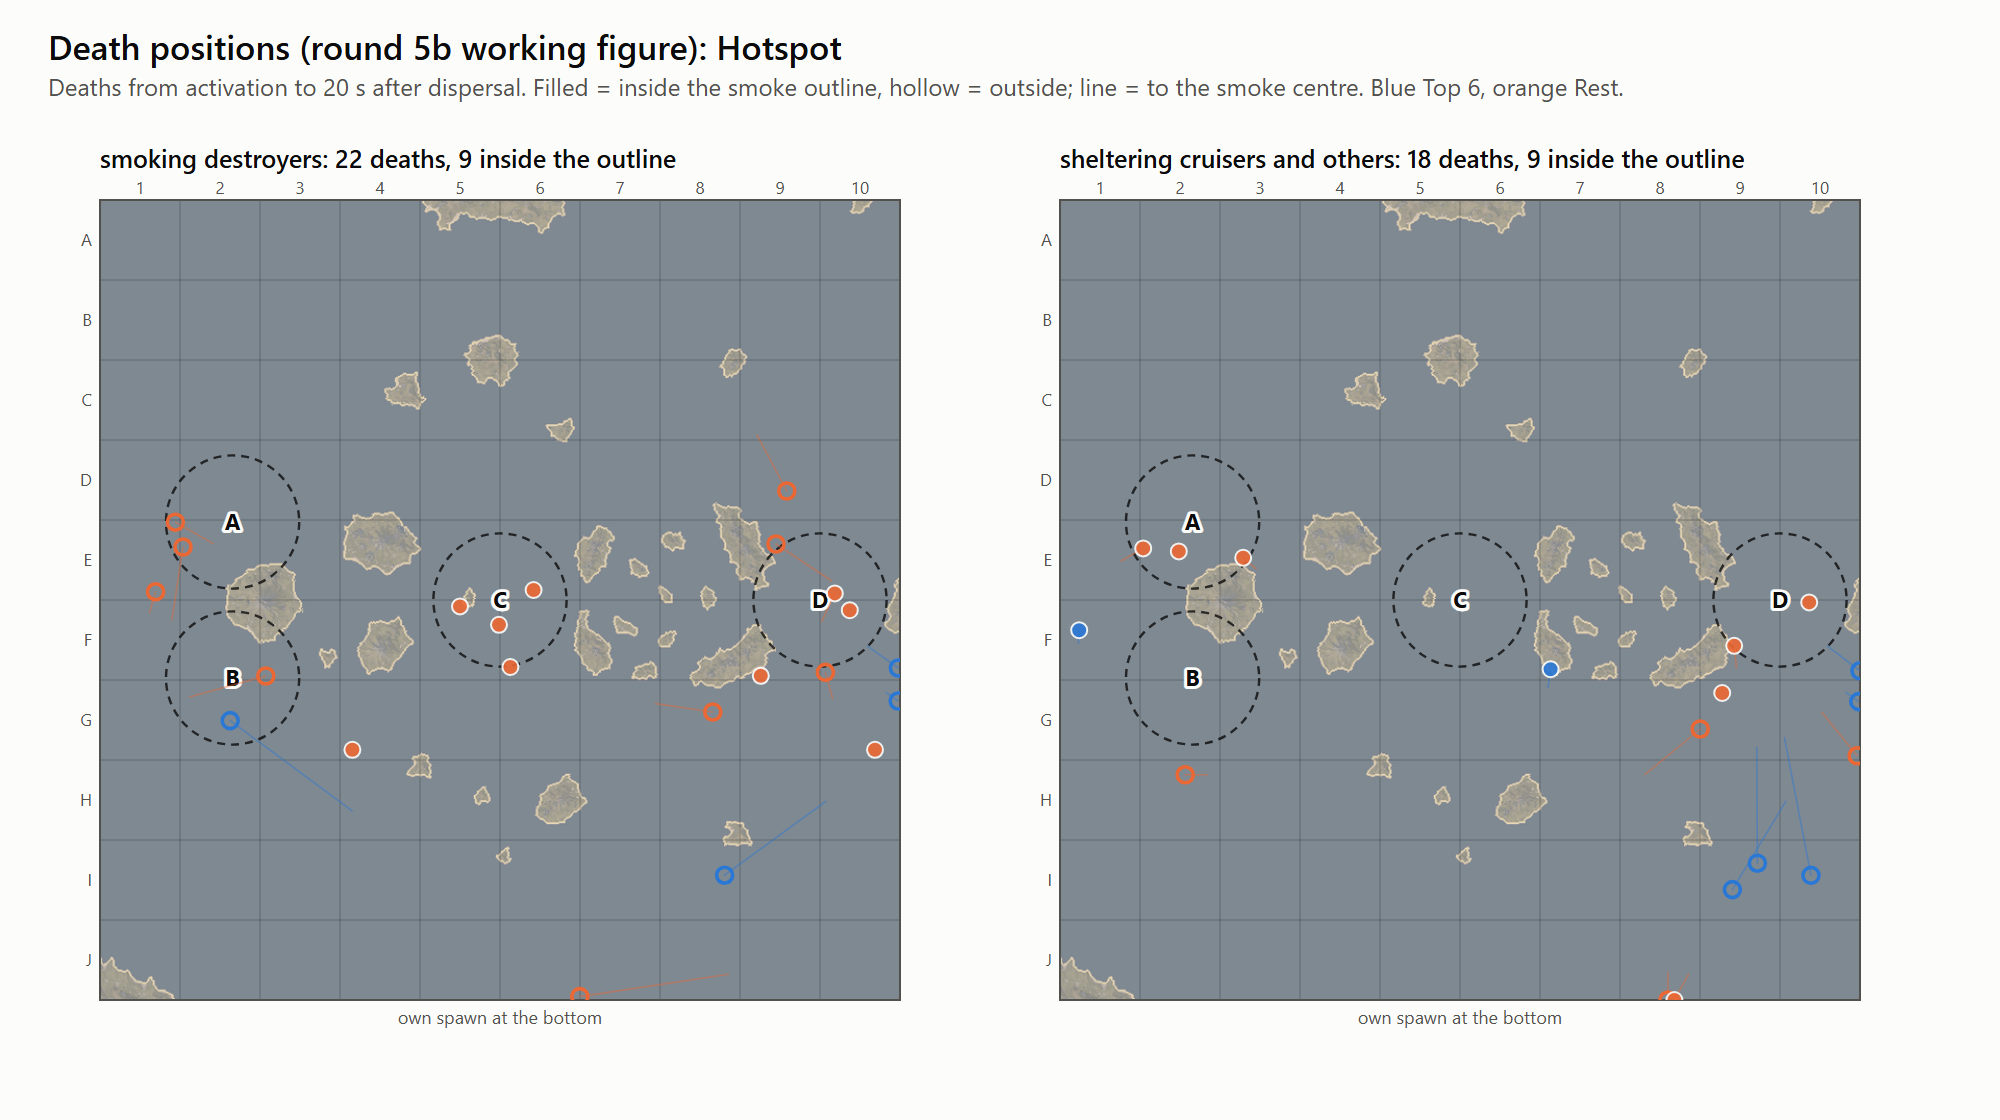 Death positions (round 5b working figure): Hotspot
Deaths from activation to 20 s after dispersal. Filled = inside the smoke outline, hollow = outside; line = to the smoke centre. Blue Top 6, orange Rest.
smoking destroyers: 22 deaths, 9 inside the outline
1 2 3 4 5 6 7 8 9 10
A
B
C
D
A
E
C
D
F
B
G
H
I
J
own spawn at the bottom
sheltering cruisers and others: 18 deaths, 9 inside the outline
1 2 3 4 5 6 7 8 9 10
A
B
C
D
A
E
C
D
F
B
G
H
I
J
own spawn at the bottom